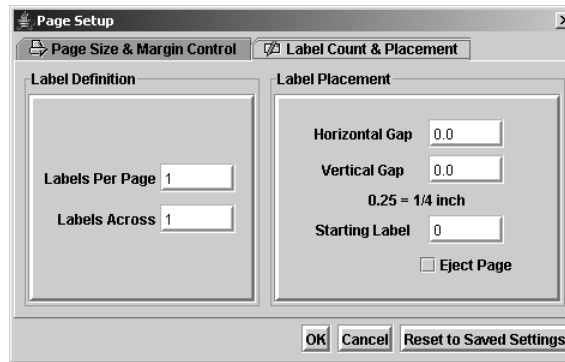 Page Setup
Page Size & Margin Control
Label Count & Placement
Label Definition
Labels Per Page 1
Labels Across 1
Label Placement
Horizontal Gap 0.0
Vertical Gap 0.0
0.25 = 1/4 inch
Starting Label 0
Eject Page
OK Cancel Reset to Saved Settings